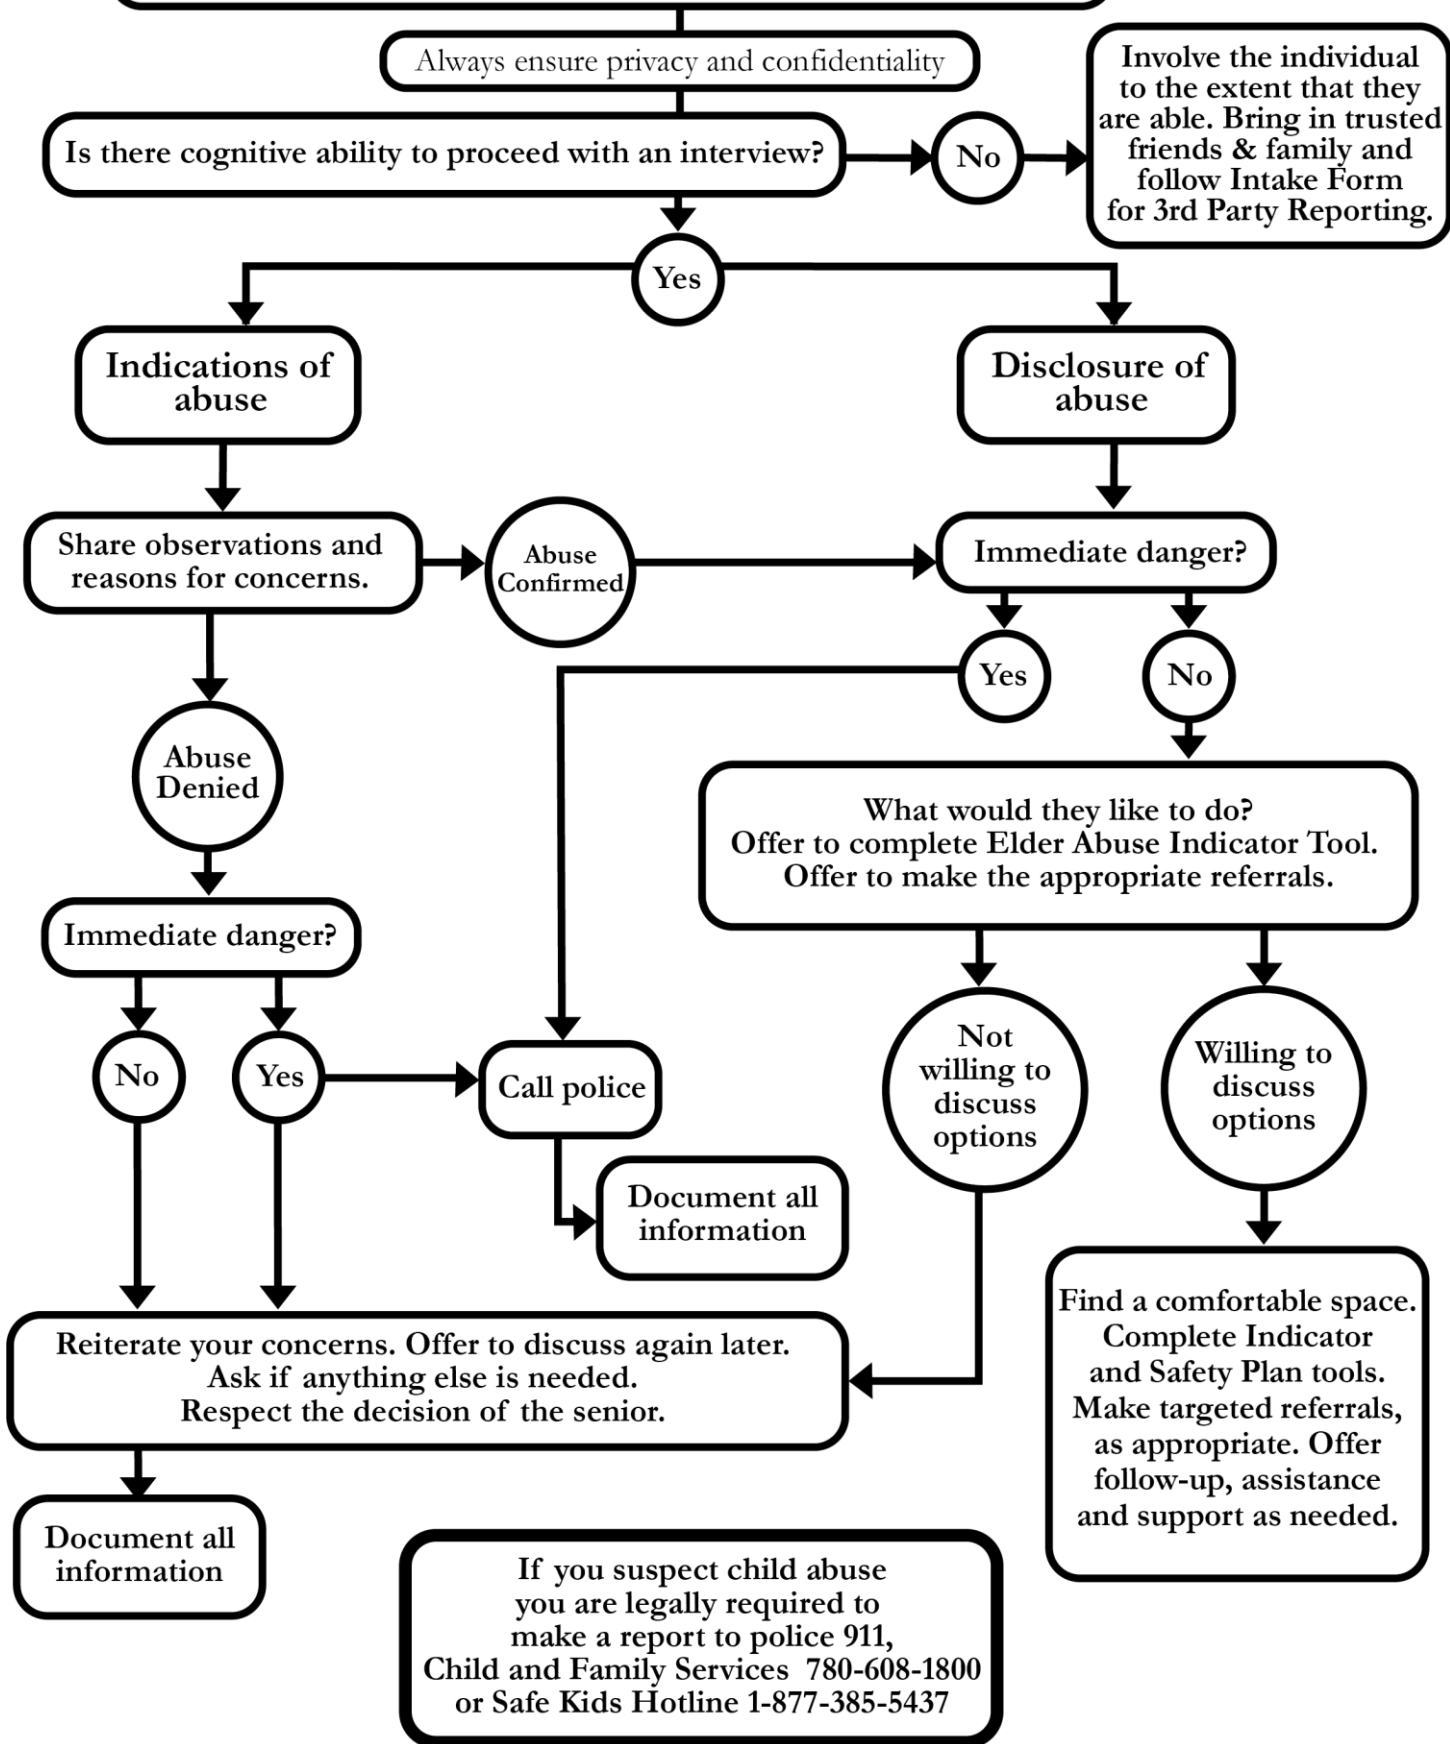 Always ensure privacy and confidentiality
Involve the individual
to the extent that they
are able. Bring in trusted
friends & family and
follow Intake Form
for 3rd Party Reporting.
Is there cognitive ability to proceed with an interview?
No
Yes
Indications of
abuse
Disclosure of
abuse
Share observations and
reasons for concerns.
Abuse
Confirmed
Immediate danger?
Yes
No
Abuse
Denied
What would they like to do?
Offer to complete Elder Abuse Indicator Tool.
Offer to make the appropriate referrals.
Immediate danger?
No
Yes
Call police
Not
willing to
discuss
options
Willing to
discuss
options
Document all
information
Find a comfortable space.
Complete Indicator
and Safety Plan tools.
Make targeted referrals,
as appropriate. Offer
follow-up, assistance
and support as needed.
Reiterate your concerns. Offer to discuss again later.
Ask if anything else is needed.
Respect the decision of the senior.
Document all
information
If you suspect child abuse
you are legally required to
make a report to police 911,
Child and Family Services 780-608-1800
or Safe Kids Hotline 1-877-385-5437